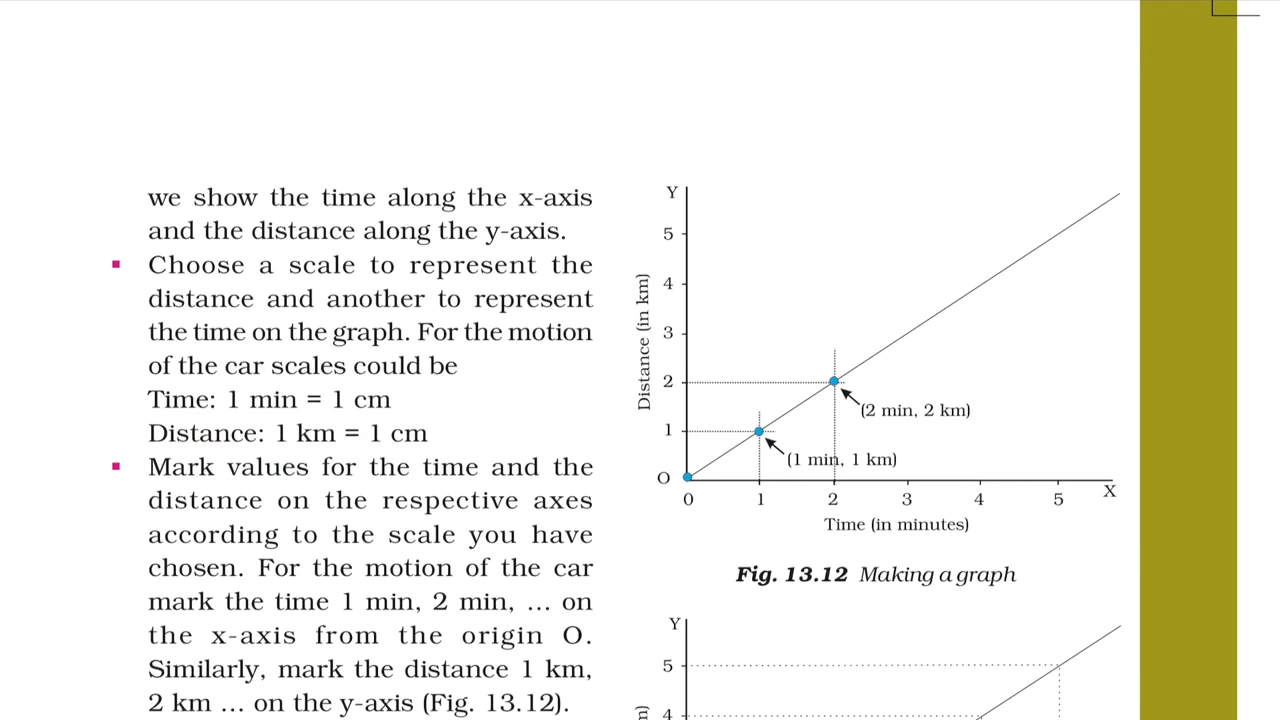 we show the time along the x-axis
and the distance along the y-axis.
▪ Choose a scale to represent the
distance and another to represent
the time on the graph. For the motion
of the car scales could be
Time: 1 min = 1 cm
Distance: 1 km = 1 cm
▪ Mark values for the time and the
distance on the respective axes
according to the scale you have
chosen. For the motion of the car
mark the time 1 min, 2 min, ... on
the x-axis from the origin O.
Similarly, mark the distance 1 km,
2 km ... on the y-axis (Fig. 13.12).
Y
5
4
3
2
1
O
Distance (in km)
(2 min, 2 km)
(1 min, 1 km)
0 1 2 3 4 5 X
Time (in minutes)
Fig. 13.12 Making a graph
Y
5
4